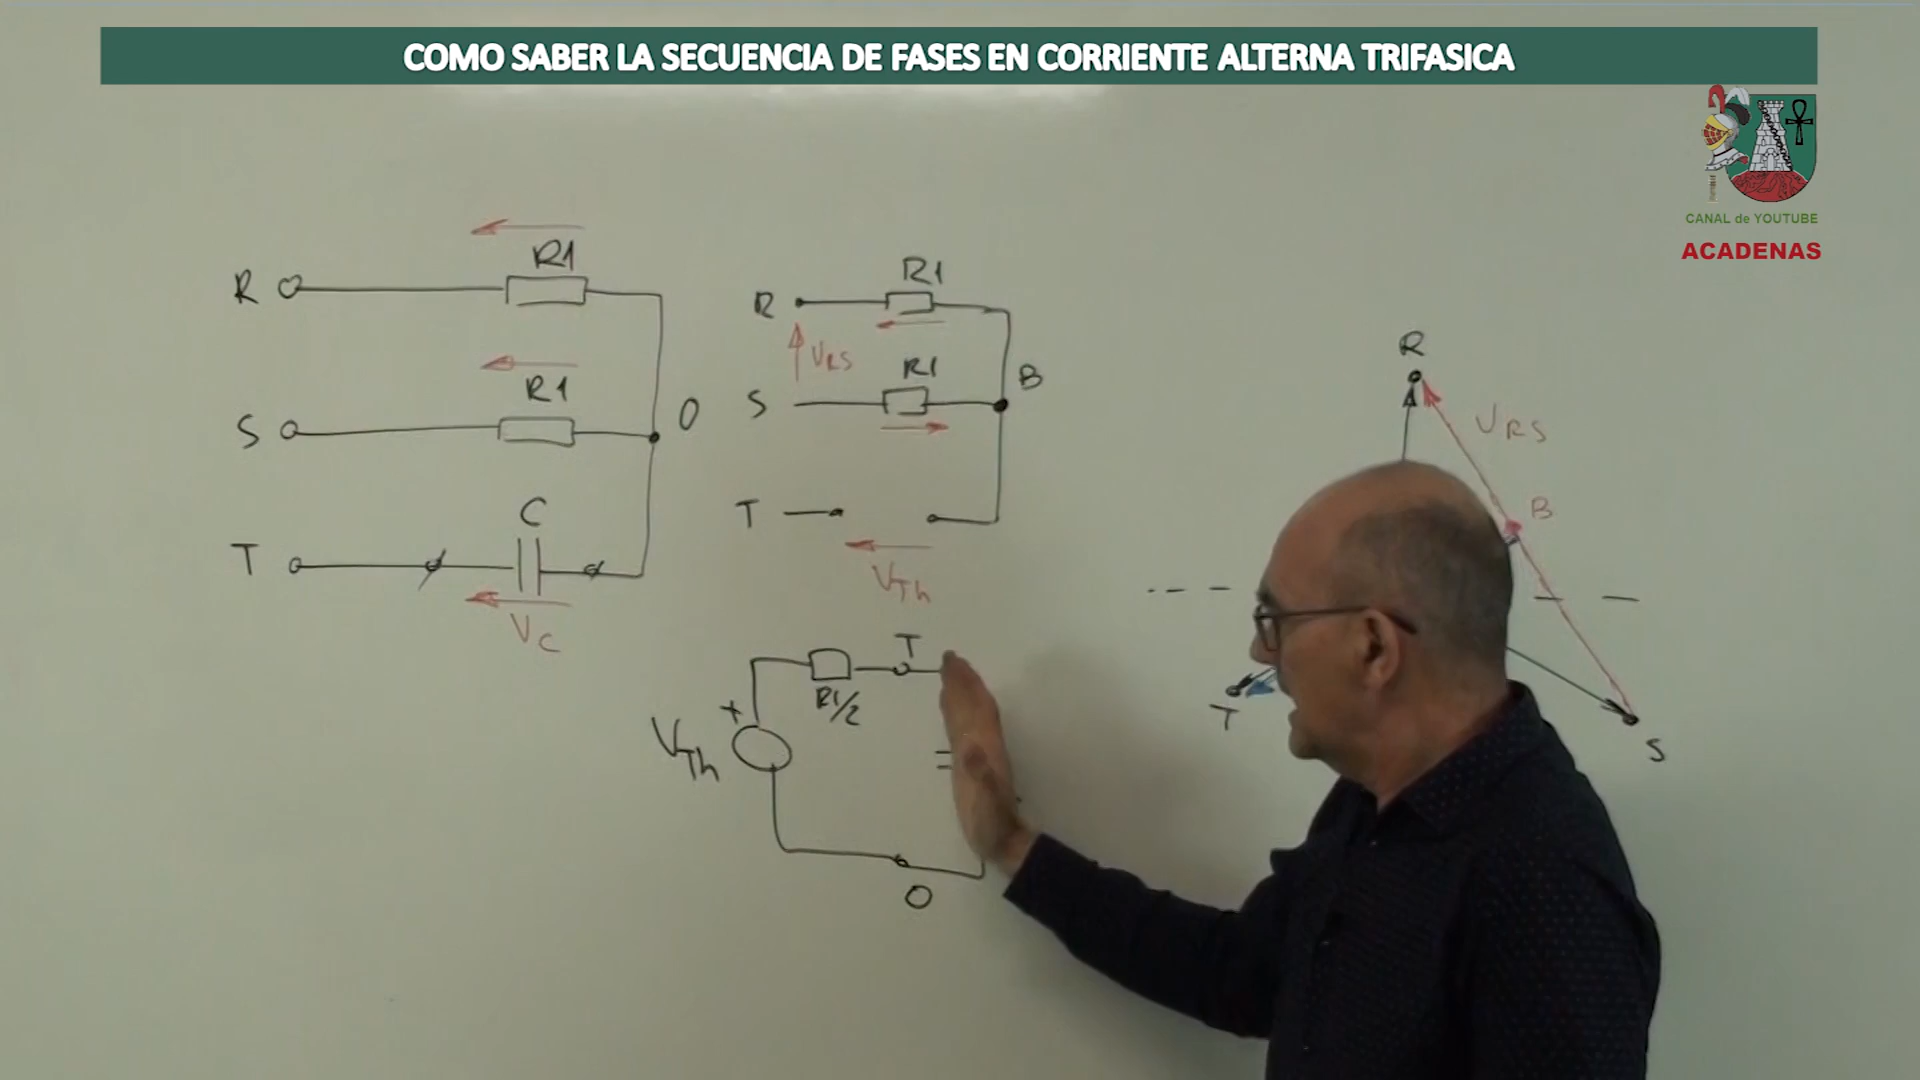 COMO SABER LA SECUENCIA DE FASES EN CORRIENTE ALTERNA TRIFASICA
CANAL de YOUTUBE
ACADENAS
R
R1
S
R1
O
T
C
VC
R
R1
VRS
S
R1
B
T
VTh
VTh
+
R1/2
T
O
R
URS
B
T
S